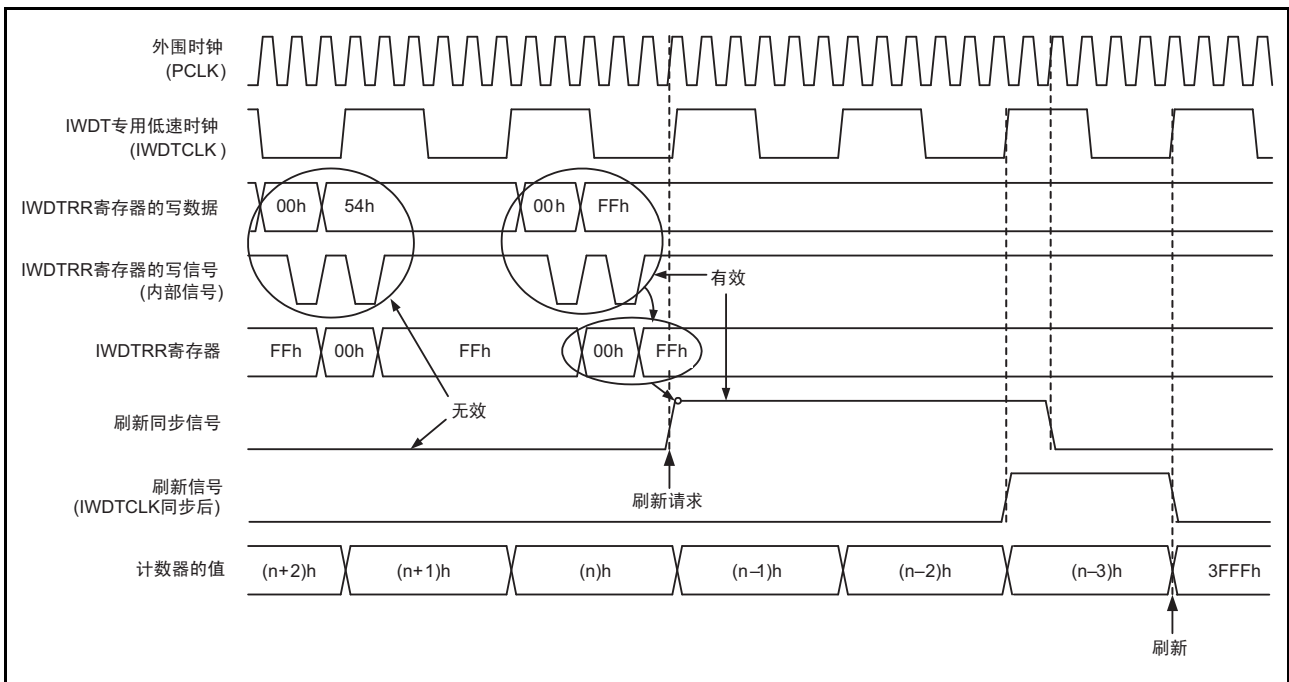 外围时钟
(PCLK)
IWDT专用低速时钟
(IWDTCLK )
IWDTRR寄存器的写数据
00h
54h
00h
FFh
IWDTRR寄存器的写信号
(内部信号)
有效
IWDTRR寄存器
FFh
00h
FFh
00h
FFh
无效
刷新同步信号
刷新请求
刷新信号
(IWDTCLK同步后)
计数器的值
(n+2)h
(n+1)h
(n)h
(n–1)h
(n–2)h
(n–3)h
3FFFh
刷新